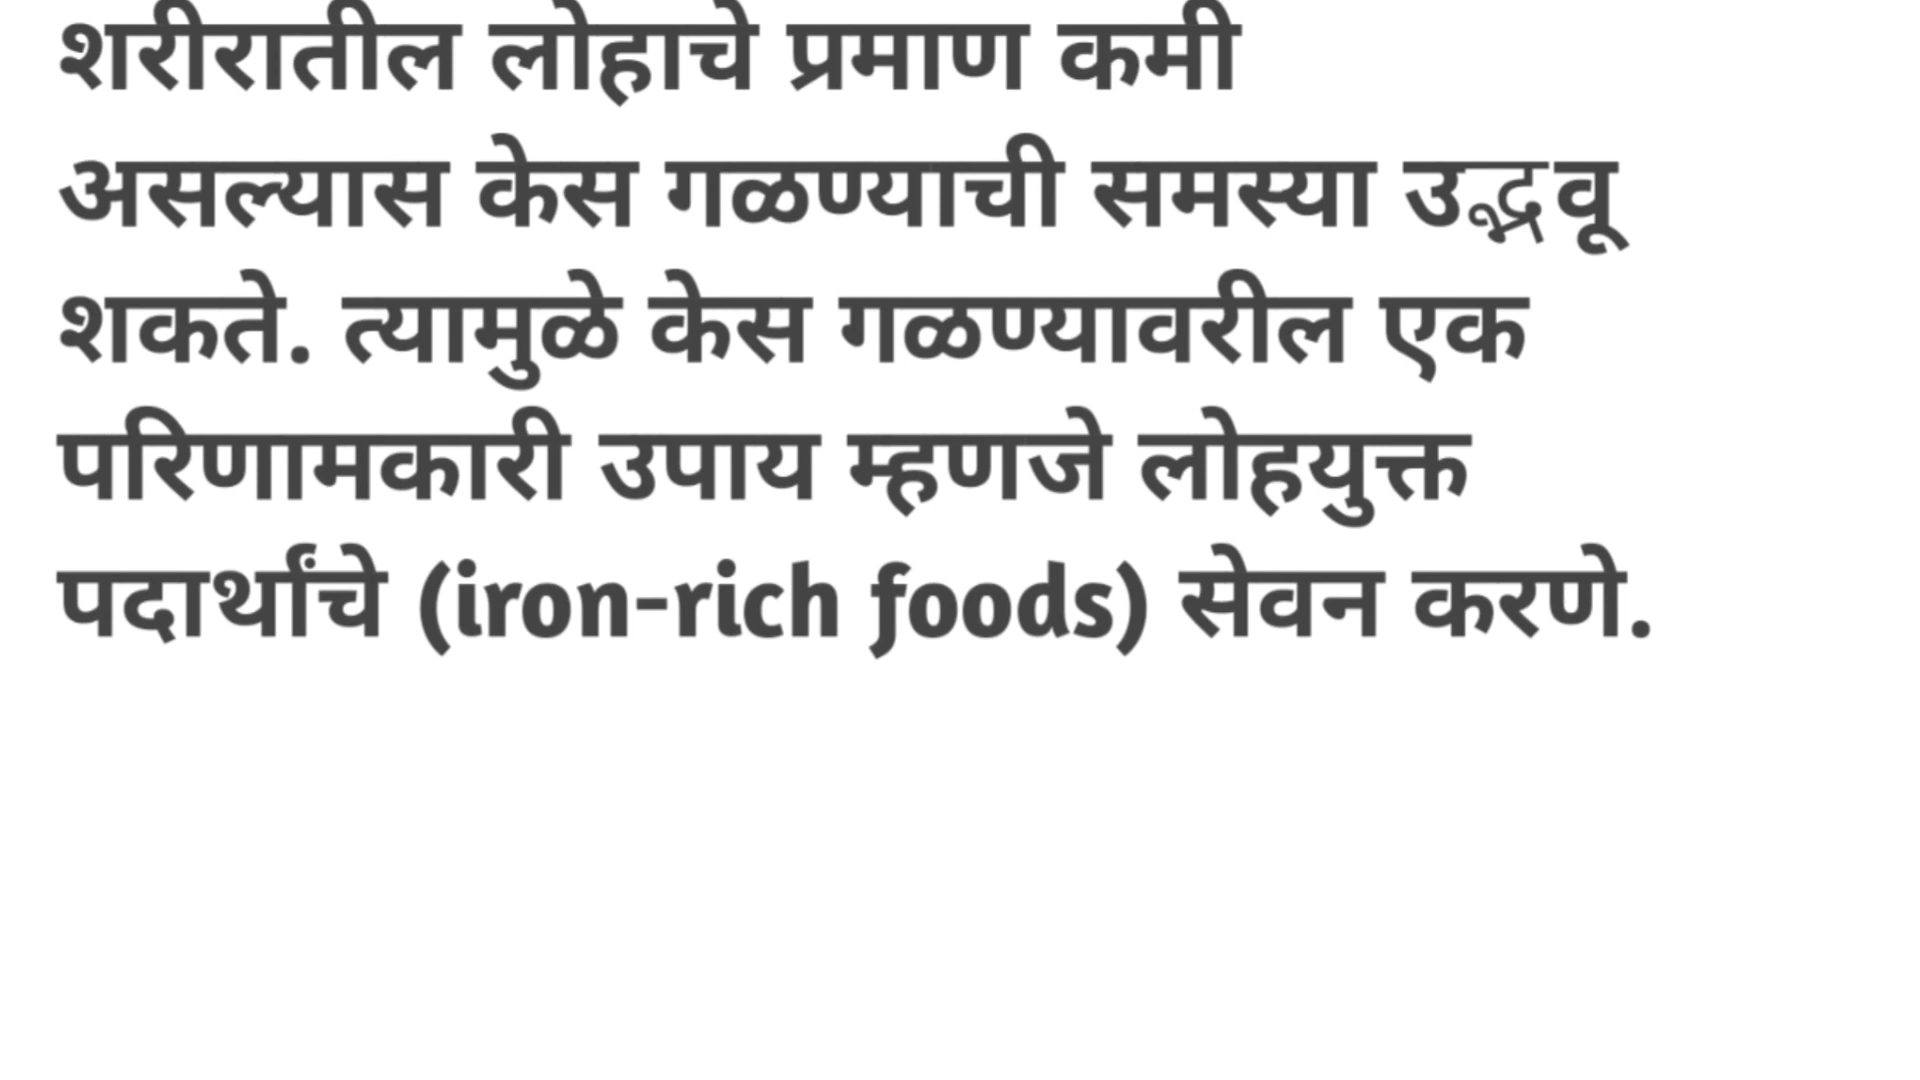 शरीरातील लोहाचे प्रमाण कमी
असल्यास केस गळण्याची समस्या उद्भवू
शकते. त्यामुळे केस गळण्यावरील एक
परिणामकारी उपाय म्हणजे लोहयुक्त
पदार्थांचे (iron-rich foods) सेवन करणे.